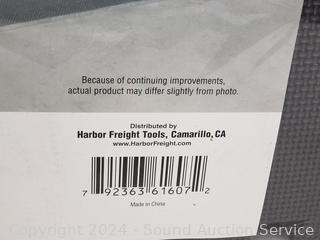 Because of continuing improvements,
actual product may differ slightly from photo.
Distributed by
Harbor Freight Tools, Camarillo, CA
www.HarborFreight.com
7 92363 61607 2
Made in China
Copyright 2024 - Sound Auction Service